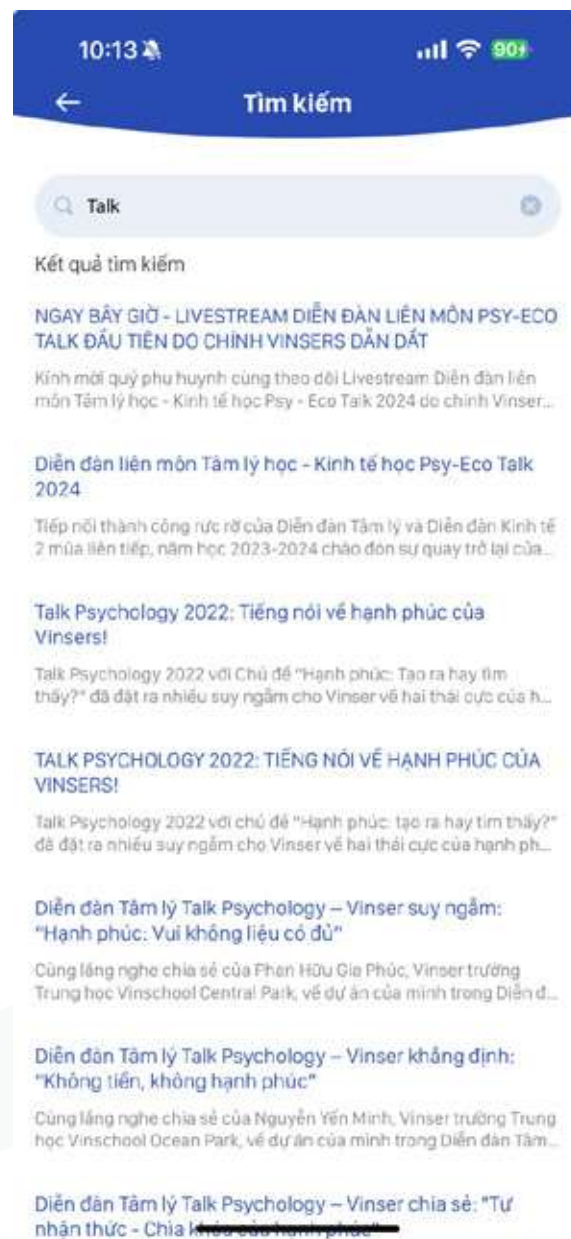 10:13
90
Tìm kiếm
Talk
Kết quả tìm kiếm
NGAY BÂY GIỜ - LIVESTREAM DIỄN ĐÀN LIÊN MÔN PSY-ECO
TALK ĐẦU TIÊN DO CHÍNH VINSERS DẪN DẮT
Kính mời quý phụ huynh cùng theo dõi Livestream Diễn đàn liên
môn Tâm lý học - Kinh tế học Psy - Eco Talk 2024 do chính Vinser...
Diễn đàn liên môn Tâm lý học - Kinh tế học Psy-Eco Talk
2024
Tiếp nối thành công rực rỡ của Diễn đàn Tâm lý và Diễn đàn Kinh tế
2 mùa liên tiếp, năm học 2023-2024 chào đón sự quay trở lại của...
Talk Psychology 2022: Tiếng nói về hạnh phúc của
Vinsers!
Talk Psychology 2022 với Chủ đề "Hạnh phúc: Tạo ra hay tìm
thấy?" đã đặt ra nhiều suy ngẫm cho Vinser về hai thái cực của h...
TALK PSYCHOLOGY 2022: TIẾNG NÓI VỀ HẠNH PHÚC CỦA
VINSERS!
Talk Psychology 2022 với chủ đề "Hạnh phúc: tạo ra hay tìm thấy?"
đã đặt ra nhiều suy ngẫm cho Vinser về hai thái cực của hạnh ph...
Diễn đàn Tâm lý Talk Psychology – Vinser suy ngẫm:
"Hạnh phúc: Vui không liệu có đủ"
Cùng lắng nghe chia sẻ của Phan Hữu Gia Phúc, Vinser trường
Trung học Vinschool Central Park, về dự án của mình trong Diễn đ...
Diễn đàn Tâm lý Talk Psychology – Vinser khẳng định:
"Không tiền, không hạnh phúc"
Cùng lắng nghe chia sẻ của Nguyễn Yến Minh, Vinser trường Trung
học Vinschool Ocean Park, về dự án của mình trong Diễn đàn Tâm...
Diễn đàn Tâm lý Talk Psychology – Vinser chia sẻ: "Tự
nhận thức - Chìa khóa của hạnh phúc"